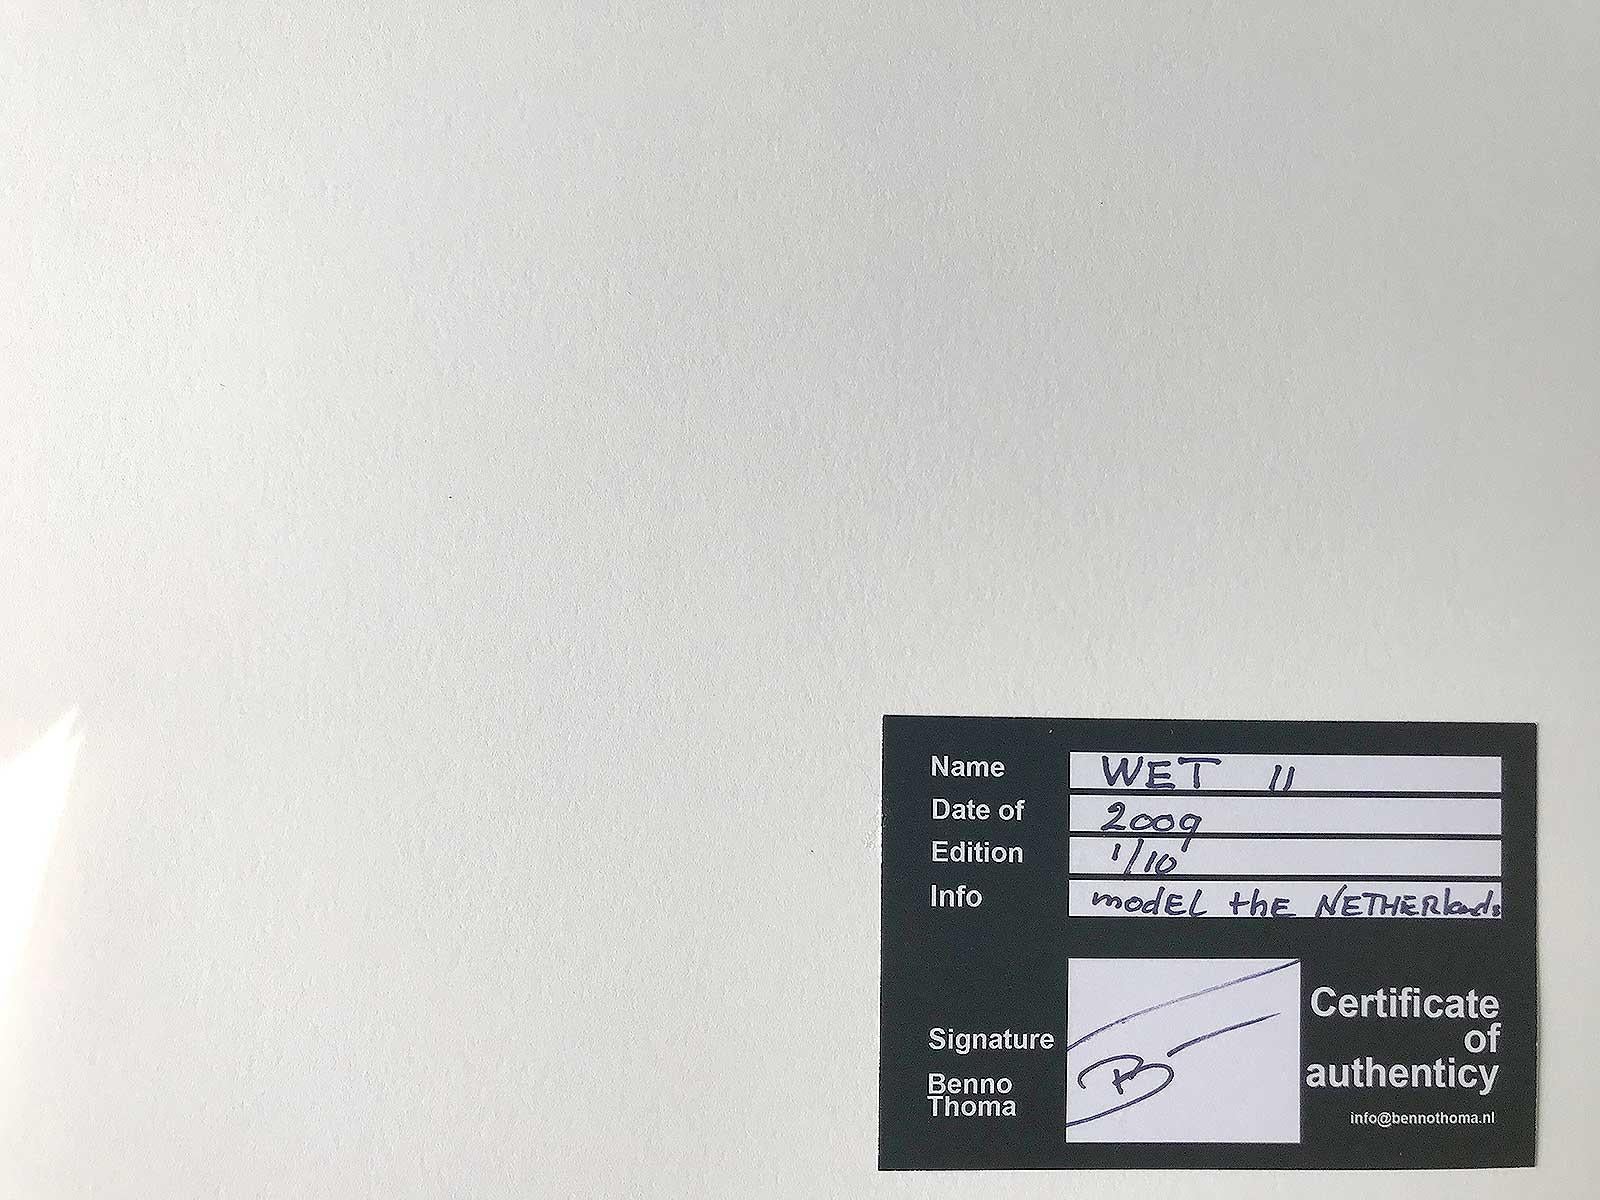 Name WET II
Date of 2009
Edition 1/10
Info modEL thE NETHERlands
Signature
Benno
Thoma
Certificate
of
authenticy
info@bennothoma.nl